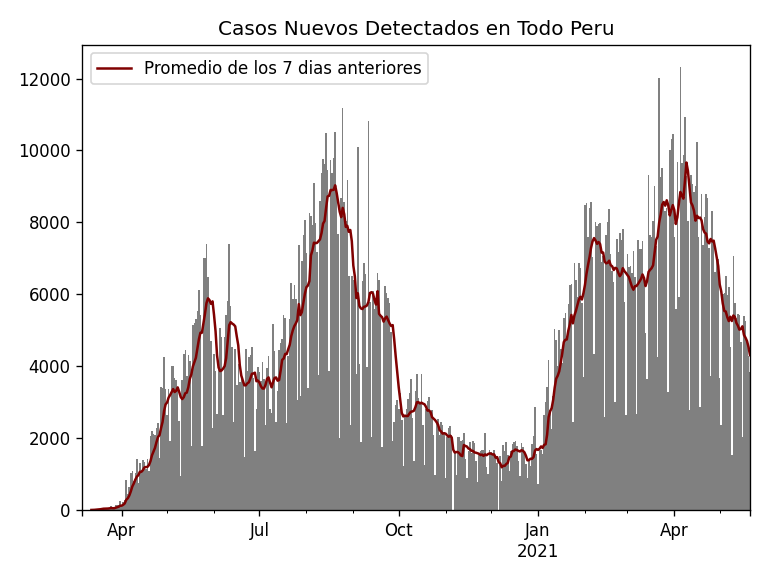 Casos Nuevos Detectados en Todo Peru
Promedio de los 7 dias anteriores
12000
10000
8000
6000
4000
2000
0
Apr Jul Oct Jan Apr
2021